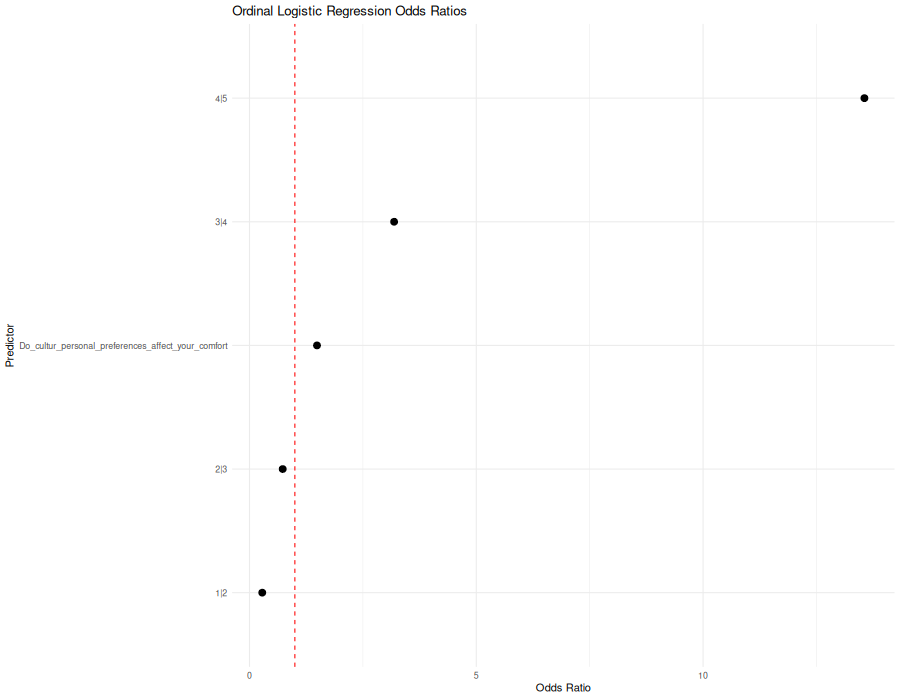 Ordinal Logistic Regression Odds Ratios
4|5
3|4
Do_cultur_personal_preferences_affect_your_comfort
2|3
1|2
Predictor
0 5 10
Odds Ratio